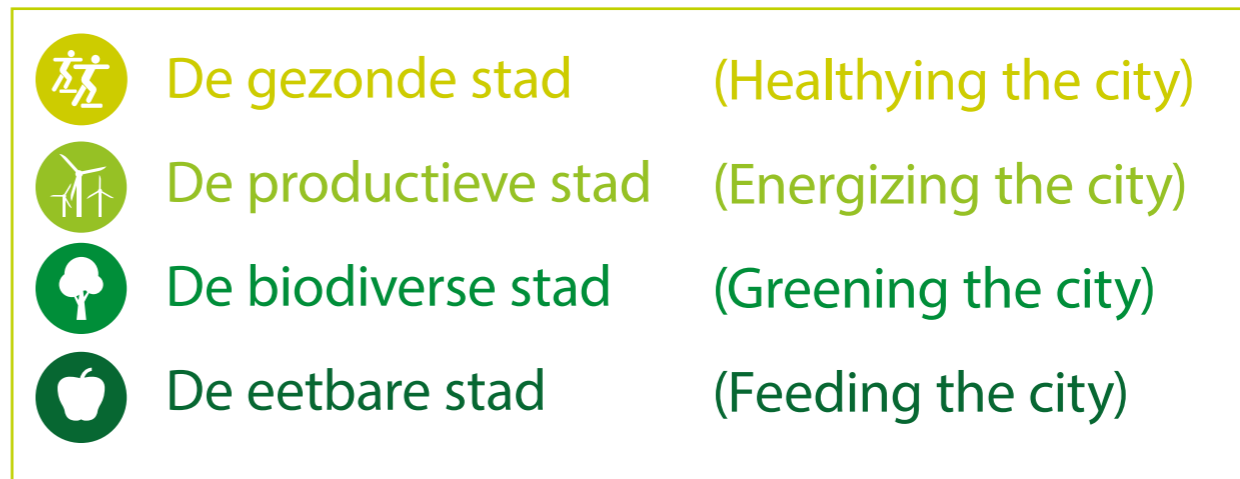 De gezonde stad (Healthying the city)
De productieve stad (Energizing the city)
De biodiverse stad (Greening the city)
De eetbare stad (Feeding the city)